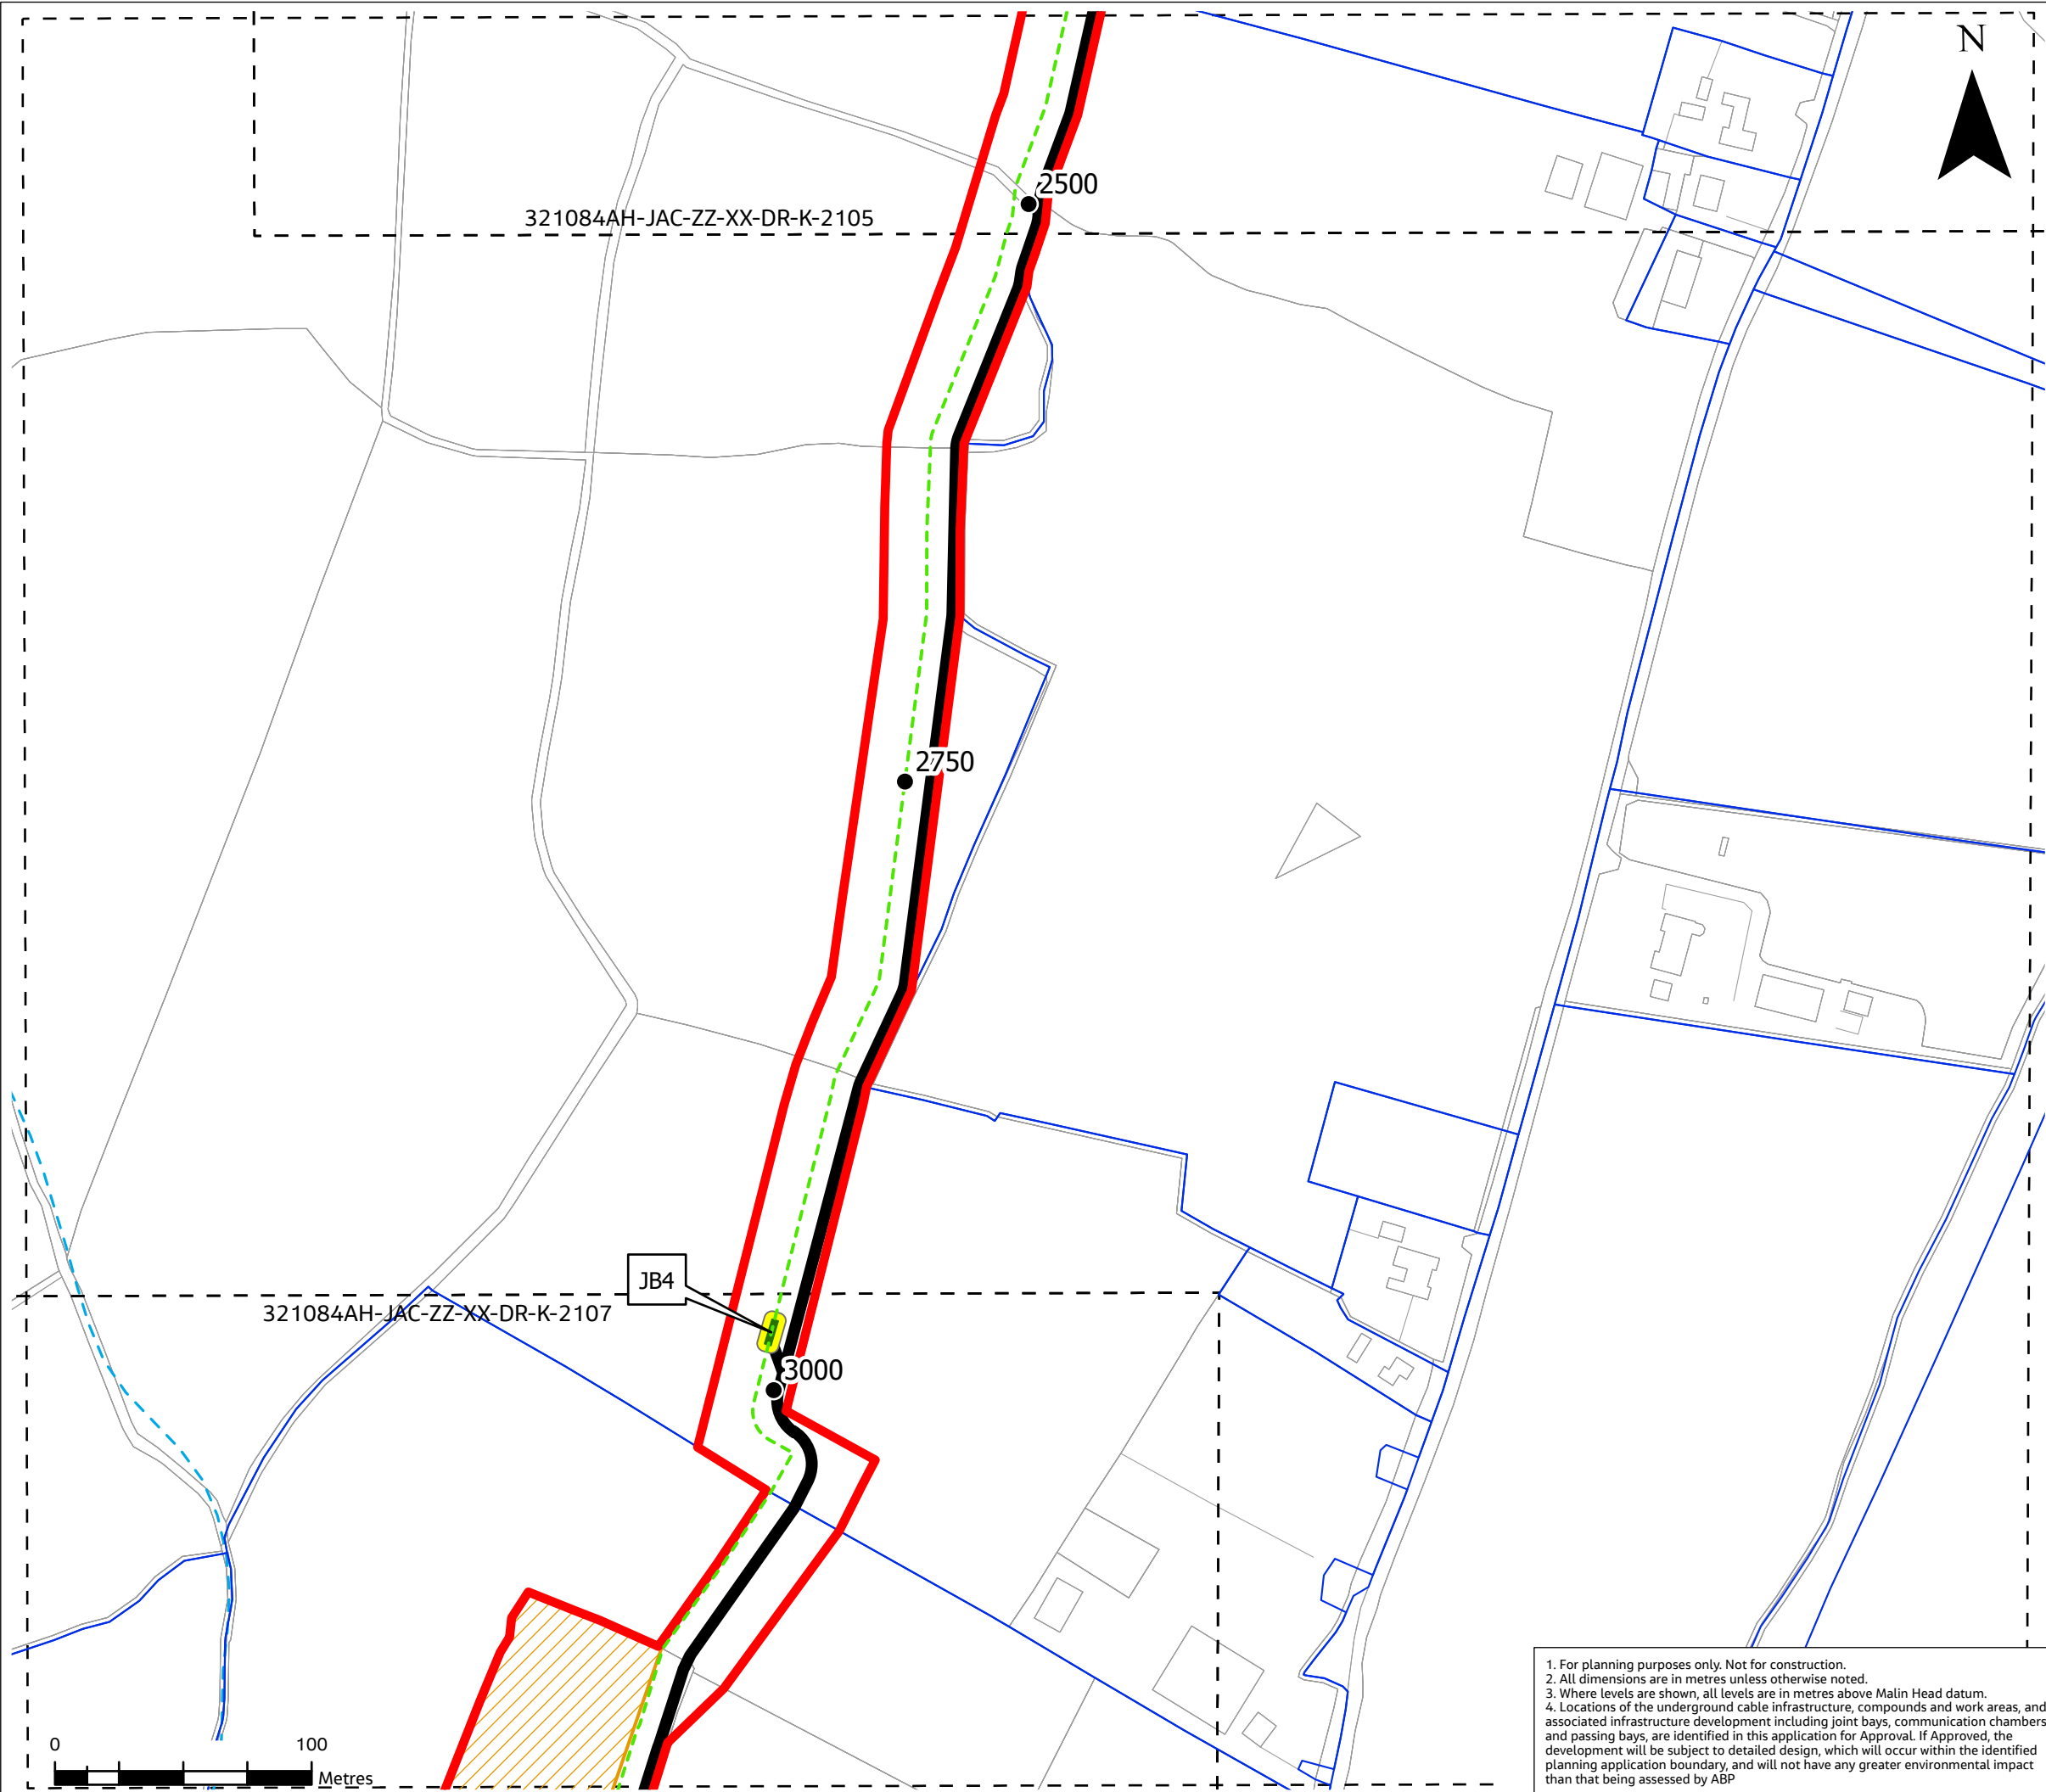 N
2500
321084AH-JAC-ZZ-XX-DR-K-2105
2750
JB4
321084AH-JAC-ZZ-XX-DR-K-2107
3000
0 100
Metres
1. For planning purposes only. Not for construction.
2. All dimensions are in metres unless otherwise noted.
3. Where levels are shown, all levels are in metres above Malin Head datum.
4. Locations of the underground cable infrastructure, compounds and work areas, and
associated infrastructure development including joint bays, communication chambers
and passing bays, are identified in this application for Approval. If Approved, the
development will be subject to detailed design, which will occur within the identified
planning application boundary, and will not have any greater environmental impact
than that being assessed by ABP